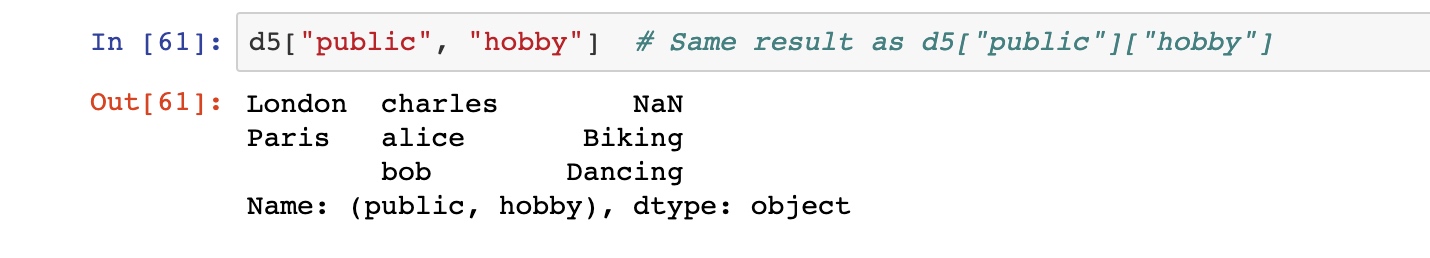 In [61]: d5["public", "hobby"]  # Same result as d5["public"]["hobby"]
Out[61]: London  charles        NaN
Paris   alice       Biking
        bob        Dancing
Name: (public, hobby), dtype: object